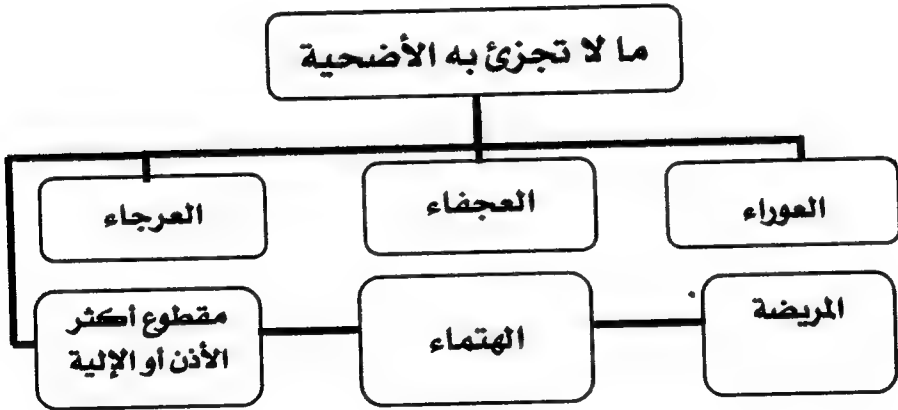 ما لا تجزئ به الأضحية
العوراء
العجفاء
العرجاء
المريضة
الهتماء
مقطوع أكثر
الأذن أو الإلية